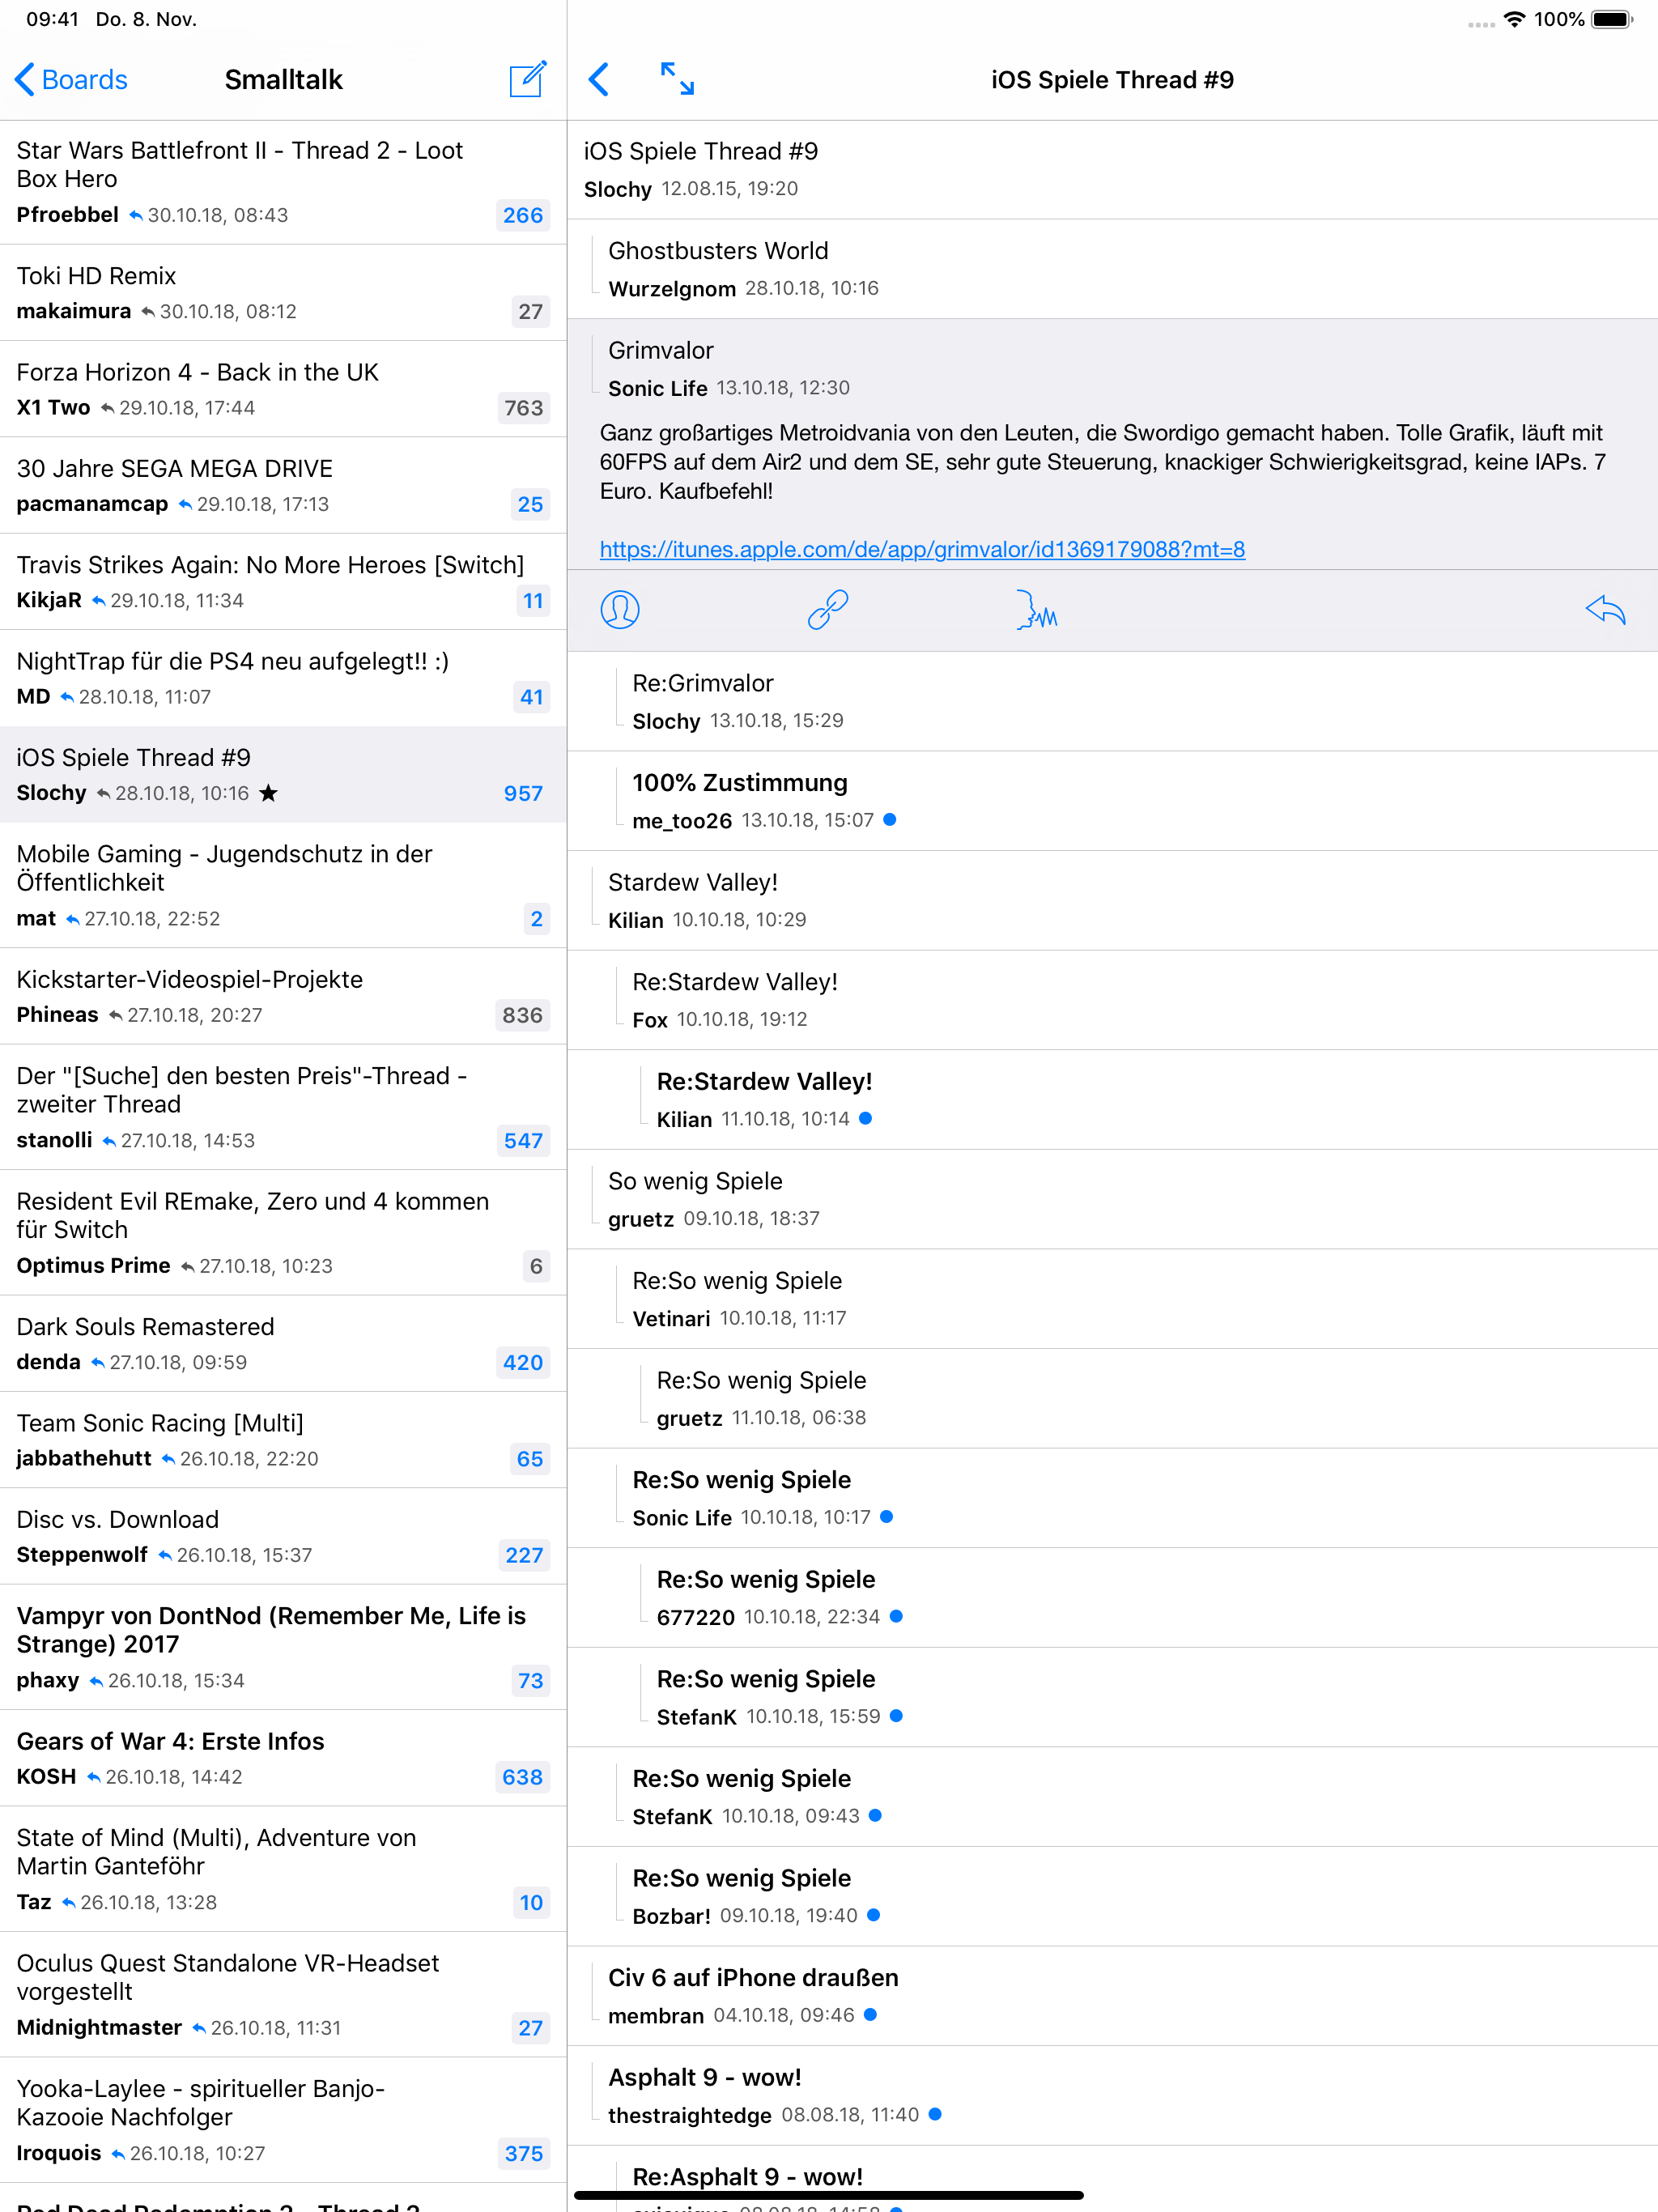 09:41 Do. 8. Nov.
100%
Boards
Smalltalk
Star Wars Battlefront II - Thread 2 - Loot
Box Hero
Pfroebbel 30.10.18, 08:43
266
Toki HD Remix
makaimura 30.10.18, 08:12
27
Forza Horizon 4 - Back in the UK
X1 Two 29.10.18, 17:44
763
30 Jahre SEGA MEGA DRIVE
pacmanamcap 29.10.18, 17:13
25
Travis Strikes Again: No More Heroes [Switch]
KikjaR 29.10.18, 11:34
11
NightTrap für die PS4 neu aufgelegt!! :)
MD 28.10.18, 11:07
41
iOS Spiele Thread #9
Slochy 28.10.18, 10:16 ★
957
Mobile Gaming - Jugendschutz in der
Öffentlichkeit
mat 27.10.18, 22:52
2
Kickstarter-Videospiel-Projekte
Phineas 27.10.18, 20:27
836
Der "[Suche] den besten Preis"-Thread -
zweiter Thread
stanolli 27.10.18, 14:53
547
Resident Evil REmake, Zero und 4 kommen
für Switch
Optimus Prime 27.10.18, 10:23
6
Dark Souls Remastered
denda 27.10.18, 09:59
420
Team Sonic Racing [Multi]
jabbathehutt 26.10.18, 22:20
65
Disc vs. Download
Steppenwolf 26.10.18, 15:37
227
Vampyr von DontNod (Remember Me, Life is
Strange) 2017
phaxy 26.10.18, 15:34
73
Gears of War 4: Erste Infos
KOSH 26.10.18, 14:42
638
State of Mind (Multi), Adventure von
Martin Ganteföhr
Taz 26.10.18, 13:28
10
Oculus Quest Standalone VR-Headset
vorgestellt
Midnightmaster 26.10.18, 11:31
27
Yooka-Laylee - spiritueller Banjo-
Kazooie Nachfolger
Iroquois 26.10.18, 10:27
375
Red Dead Redemption 2 - Thread 2
iOS Spiele Thread #9
iOS Spiele Thread #9
Slochy 12.08.15, 19:20
Ghostbusters World
Wurzelgnom 28.10.18, 10:16
Grimvalor
Sonic Life 13.10.18, 12:30
Ganz großartiges Metroidvania von den Leuten, die Swordigo gemacht haben. Tolle Grafik, läuft mit
60FPS auf dem Air2 und dem SE, sehr gute Steuerung, knackiger Schwierigkeitsgrad, keine IAPs. 7
Euro. Kaufbefehl!
https://itunes.apple.com/de/app/grimvalor/id1369179088?mt=8
Re:Grimvalor
Slochy 13.10.18, 15:29
100% Zustimmung
me_too26 13.10.18, 15:07
Stardew Valley!
Kilian 10.10.18, 10:29
Re:Stardew Valley!
Fox 10.10.18, 19:12
Re:Stardew Valley!
Kilian 11.10.18, 10:14
So wenig Spiele
gruetz 09.10.18, 18:37
Re:So wenig Spiele
Vetinari 10.10.18, 11:17
Re:So wenig Spiele
gruetz 11.10.18, 06:38
Re:So wenig Spiele
Sonic Life 10.10.18, 10:17
Re:So wenig Spiele
677220 10.10.18, 22:34
Re:So wenig Spiele
StefanK 10.10.18, 15:59
Re:So wenig Spiele
StefanK 10.10.18, 09:43
Re:So wenig Spiele
Bozbar! 09.10.18, 19:40
Civ 6 auf iPhone draußen
membran 04.10.18, 09:46
Asphalt 9 - wow!
thestraightedge 08.08.18, 11:40
Re:Asphalt 9 - wow!